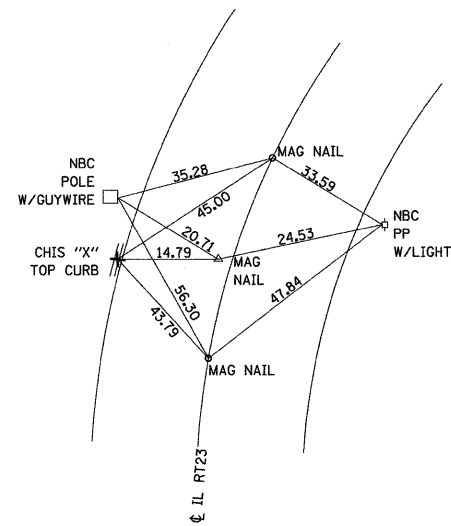 MAG NAIL
35.28
33.59
NBC
POLE
W/GUYWIRE
45.00
20.71
24.53
NBC
PP
W/LIGHT
CHIS "X"
TOP CURB
14.79
MAG
NAIL
47.84
56.30
43.79
MAG NAIL
℄ IL RT23